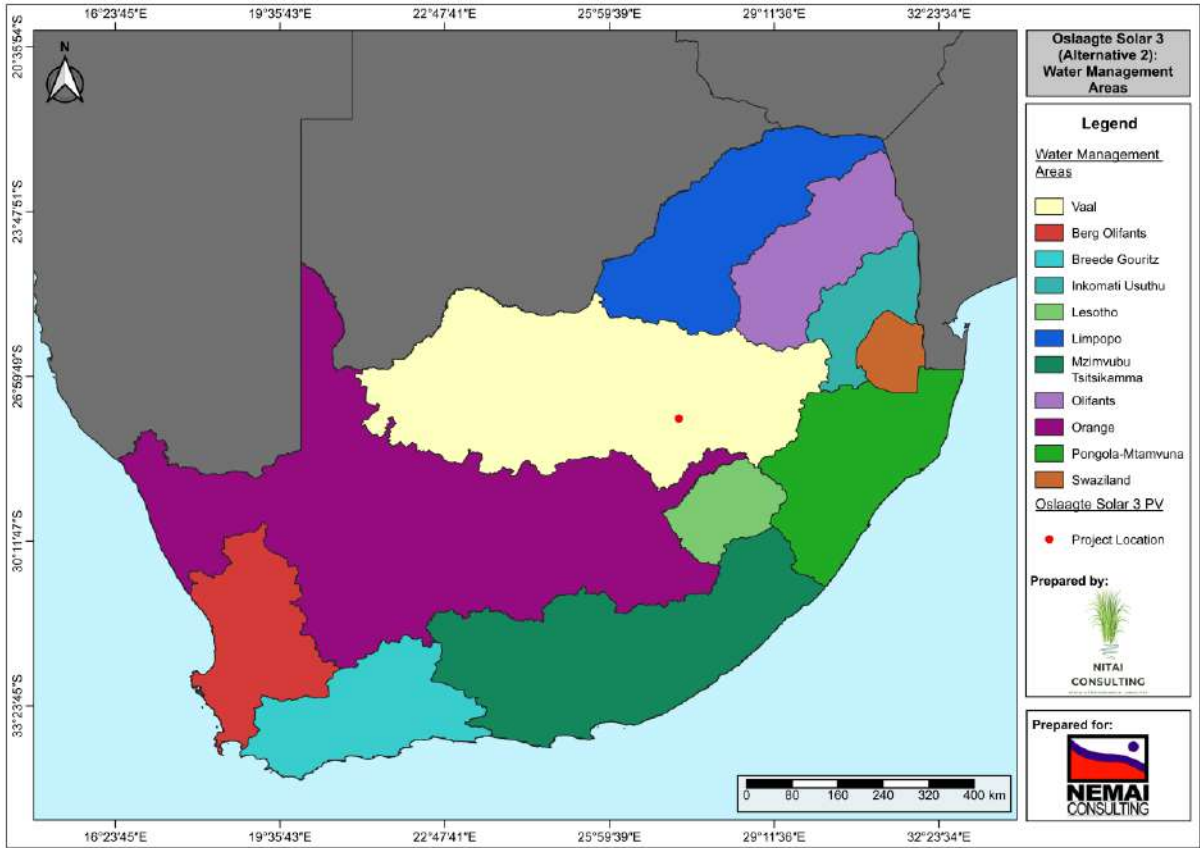 16°23'45"E 19°35'43"E 22°47'41"E 25°59'39"E 29°11'36"E 32°23'34"E
20°35'54"S
23°47'51"S
26°59'49"S
30°11'47"S
33°23'45"S
N
0 80 160 240 320 400 km
16°23'45"E 19°35'43"E 22°47'41"E 25°59'39"E 29°11'36"E 32°23'34"E
Oslaagte Solar 3
(Alternative 2):
Water Management
Areas
Legend
Water Management
Areas
Vaal
Berg Olifants
Breede Gouritz
Inkomati Usuthu
Lesotho
Limpopo
Mzimvubu
Tsitsikamma
Olifants
Orange
Pongola-Mtamvuna
Swaziland
Oslaagte Solar 3 PV
Project Location
Prepared by:
NITAI
CONSULTING
Prepared for:
NEMAI
CONSULTING